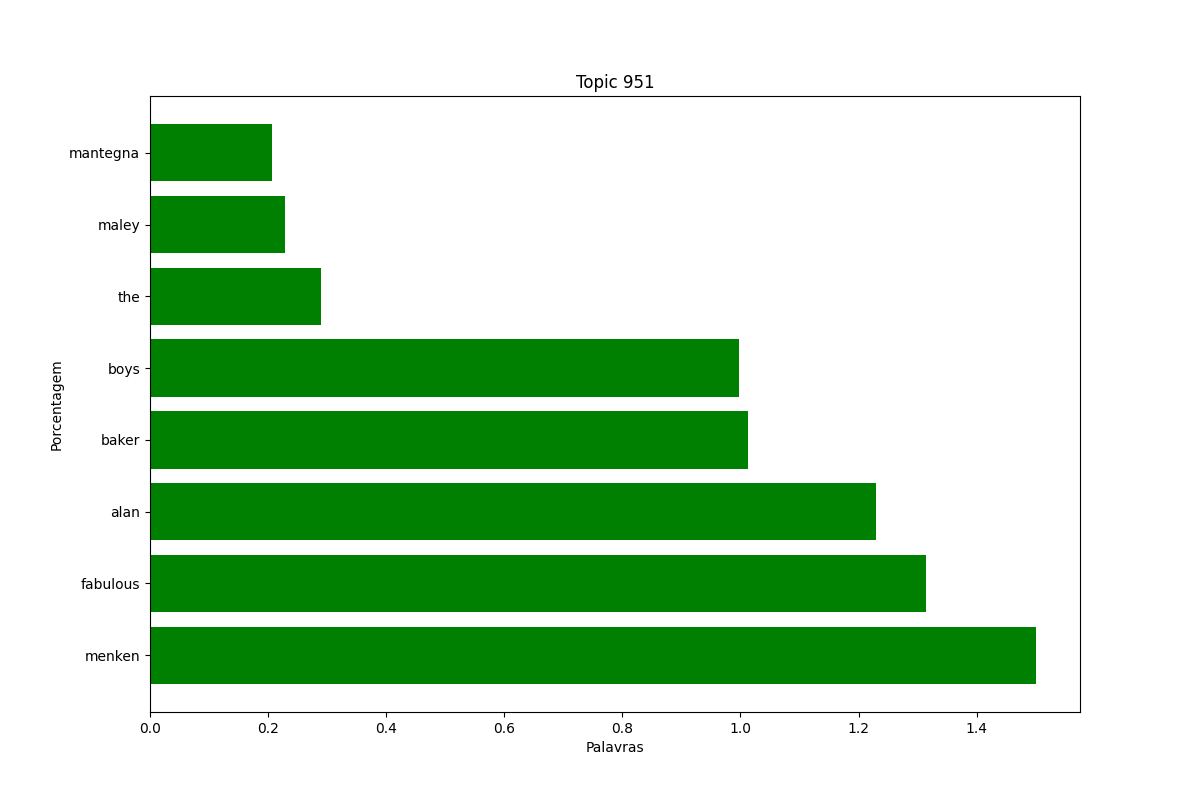 Topic 951
mantegna
maley
the
boys
baker
alan
fabulous
menken
Porcentagem
0.0 0.2 0.4 0.6 0.8 1.0 1.2 1.4
Palavras